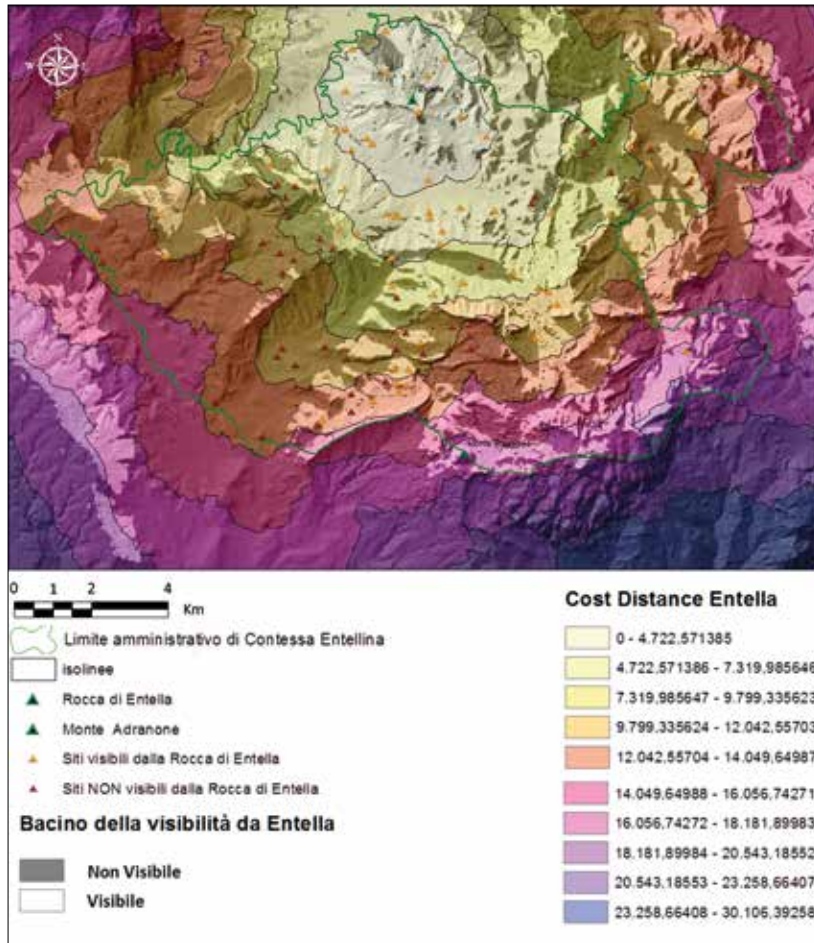 N
W
S
0 1 2 4
Km
Limite amministrativo di Contessa Entellina
isolinee
Rocca di Entella
Monte Adranone
Siti visibili dalla Rocca di Entella
Siti NON visibili dalla Rocca di Entella
Bacino della visibilità da Entella
Non Visibile
Visibile
Cost Distance Entella
0 - 4.722,571385
4.722,571386 - 7.319,985646
7.319,985647 - 9.799,335623
9.799,335624 - 12.042,55703
12.042,55704 - 14.049,64987
14.049,64988 - 16.056,74271
16.056,74272 - 18.181,89983
18.181,89984 - 20.543,18552
20.543,18553 - 23.258,66407
23.258,66408 - 30.106,39258